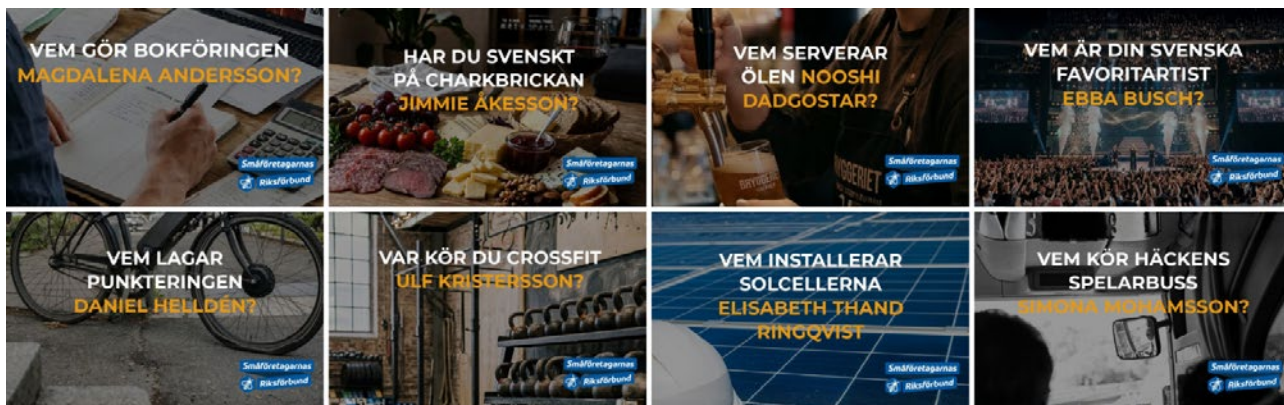 VEM GÖR BOKFÖRINGEN
MAGDALENA ANDERSSON?
Småföretagarnas
Riksförbund
HAR DU SVENSKT
PÅ CHARKBRICKAN
JIMMIE ÅKESSON?
Småföretagarnas
Riksförbund
VEM SERVERAR
ÖLEN NOOSHI
DADGOSTAR?
Småföretagarnas
Riksförbund
VEM ÄR DIN SVENSKA
FAVORITARTIST
EBBA BUSCH?
Småföretagarnas
Riksförbund
VEM LAGAR
PUNKTERINGEN
DANIEL HELLDÉN?
Småföretagarnas
Riksförbund
VAR KÖR DU CROSSFIT
ULF KRISTERSSON?
Småföretagarnas
Riksförbund
VEM INSTALLERAR
SOLCELLERNA
ELISABETH THAND
RINGQVIST
Småföretagarnas
Riksförbund
VEM KÖR HÄCKENS
SPELARBUSS
SIMONA MOHAMSSON?
Småföretagarnas
Riksförbund